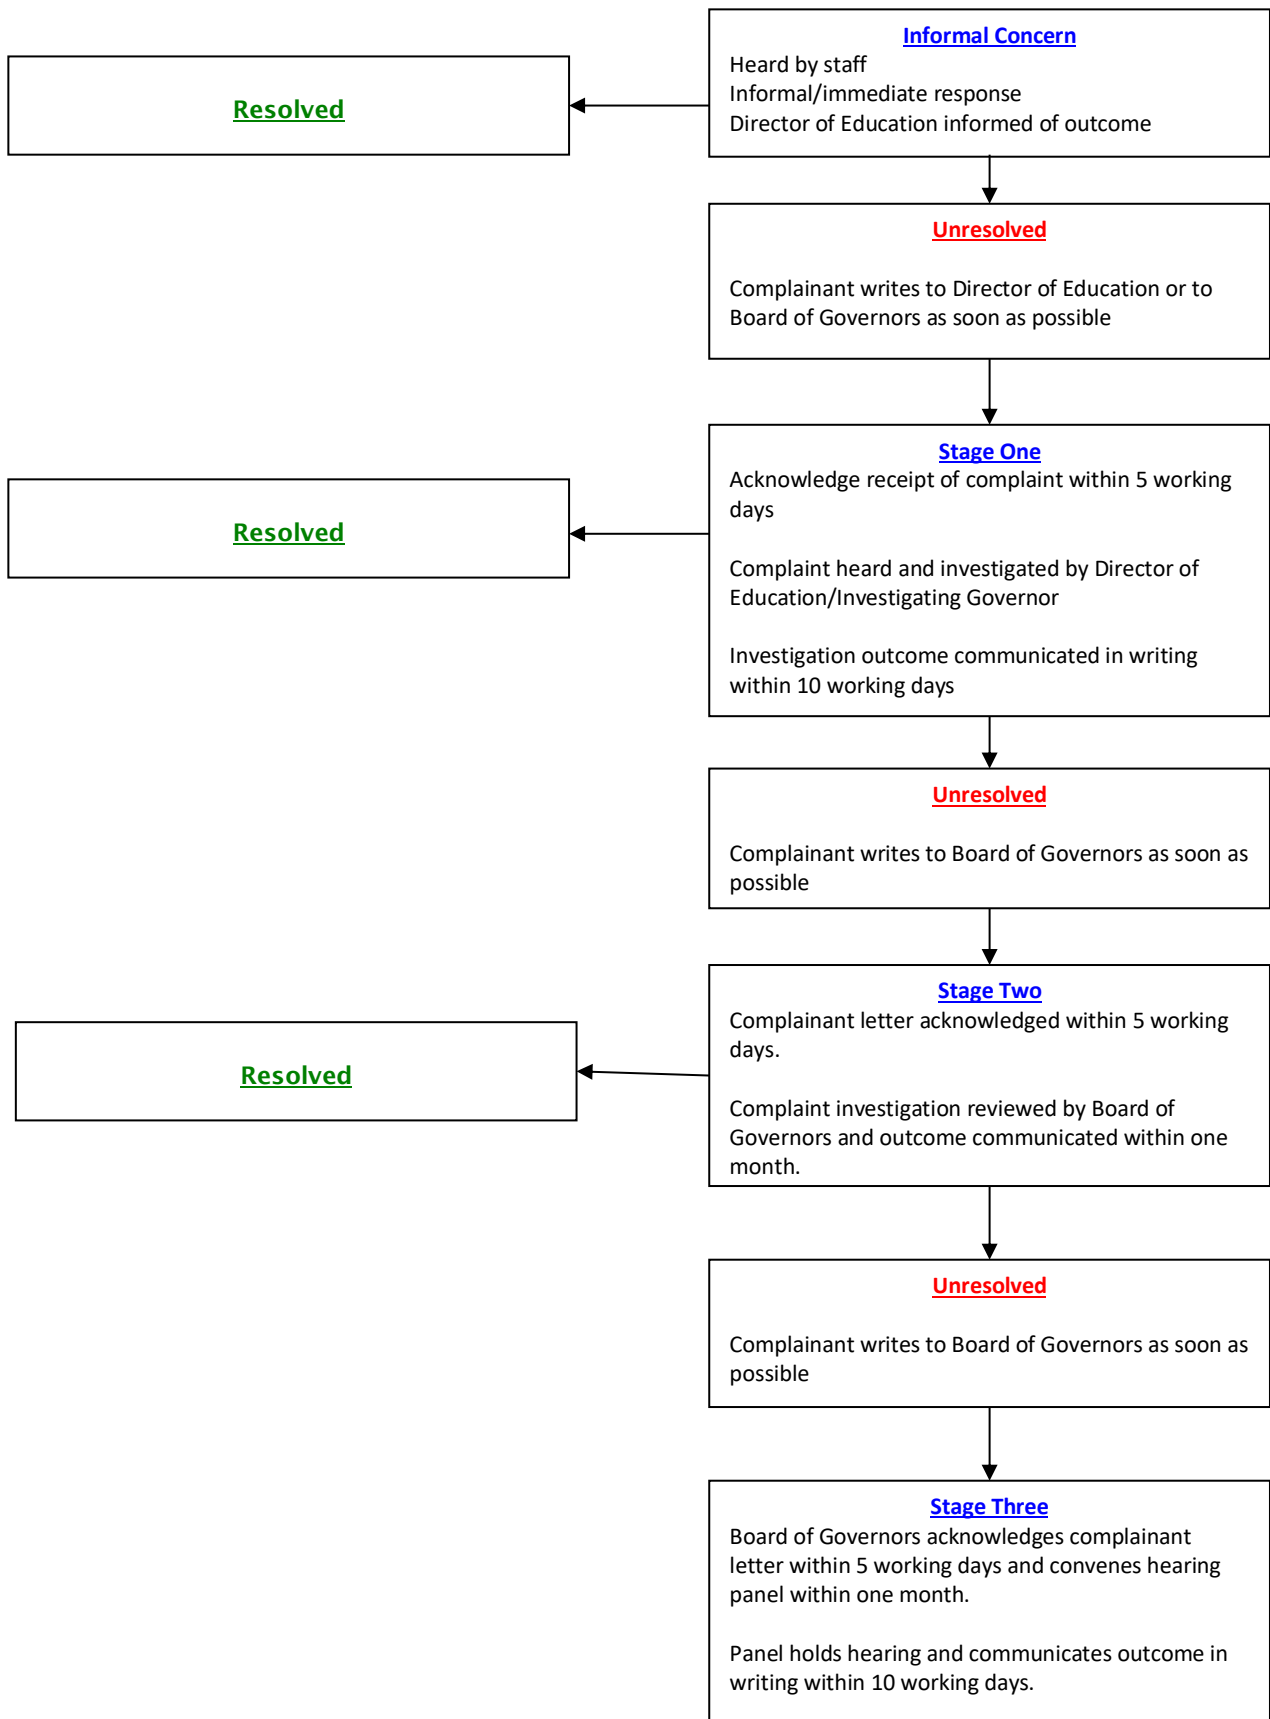 Informal Concern
Heard by staff
Informal/immediate response
Director of Education informed of outcome
Resolved
Unresolved
Complainant writes to Director of Education or to
Board of Governors as soon as possible
Stage One
Acknowledge receipt of complaint within 5 working
days
Complaint heard and investigated by Director of
Education/Investigating Governor
Investigation outcome communicated in writing
within 10 working days
Resolved
Unresolved
Complainant writes to Board of Governors as soon as
possible
Stage Two
Complainant letter acknowledged within 5 working
days.
Complaint investigation reviewed by Board of
Governors and outcome communicated within one
month.
Resolved
Unresolved
Complainant writes to Board of Governors as soon as
possible
Stage Three
Board of Governors acknowledges complainant
letter within 5 working days and convenes hearing
panel within one month.
Panel holds hearing and communicates outcome in
writing within 10 working days.